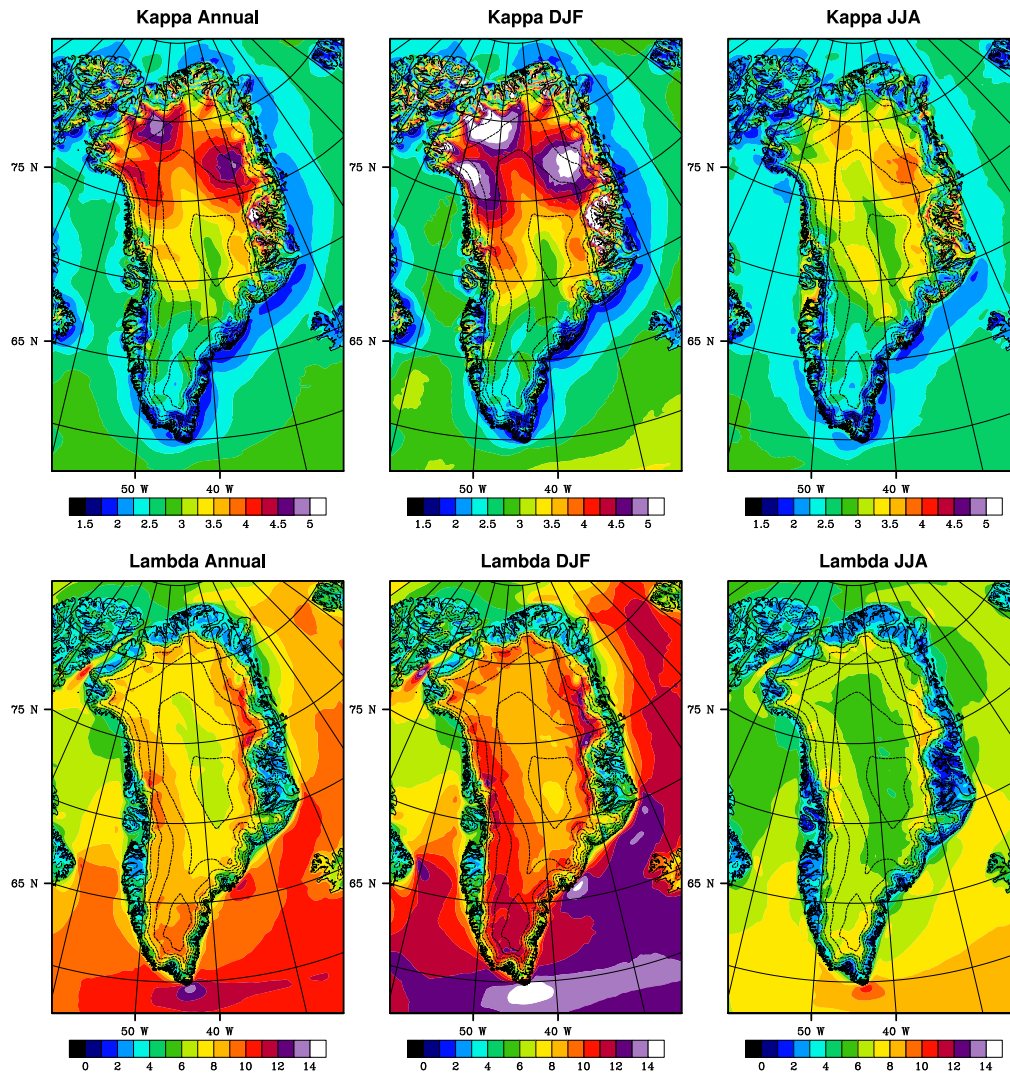 Kappa Annual Kappa DJF Kappa JJA
75 N 75 N
65 N 65 N
50 W 40 W 50 W 40 W 50 W 40 W
1.5 2 2.5 3 3.5 4 4.5 5 1.5 2 2.5 3 3.5 4 4.5 5 1.5 2 2.5 3 3.5 4 4.5 5
Lambda Annual Lambda DJF Lambda JJA
75 N 75 N
65 N 65 N
50 W 40 W 50 W 40 W 50 W 40 W
0 2 4 6 8 10 12 14 0 2 4 6 8 10 12 14 0 2 4 6 8 10 12 14